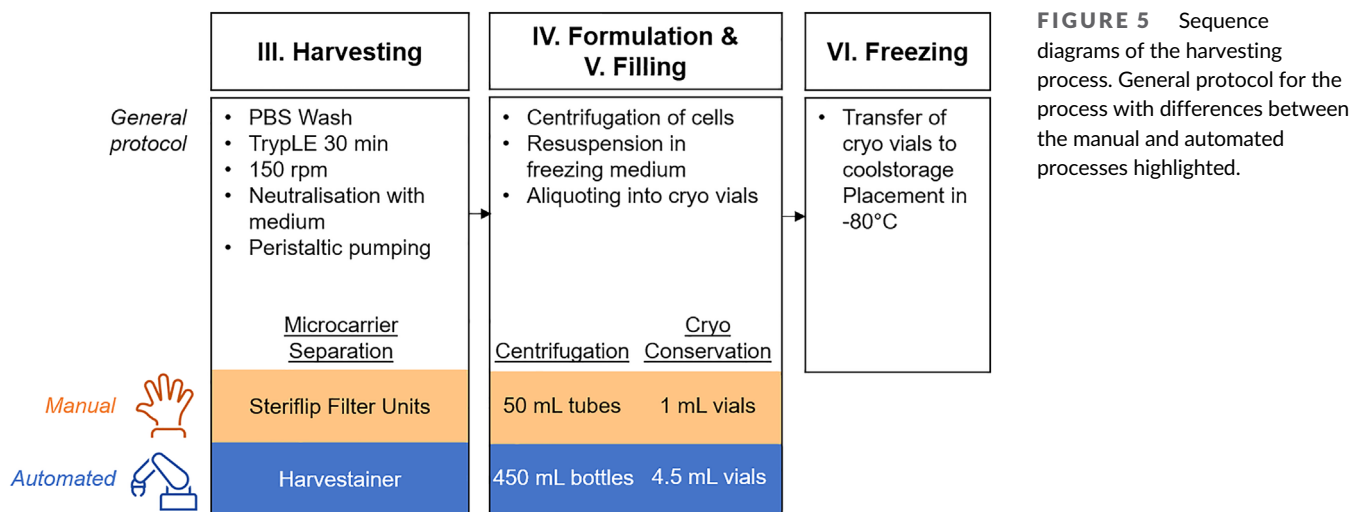 III. Harvesting
IV. Formulation &
V. Filling
VI. Freezing
General
protocol
• PBS Wash
• TrypLE 30 min
• 150 rpm
• Neutralisation with
medium
• Peristaltic pumping
Microcarrier
Separation
• Centrifugation of cells
• Resuspension in
freezing medium
• Aliquoting into cryo vials
Centrifugation
Cryo
Conservation
• Transfer of
cryo vials to
coolstorage
Placement in
-80°C
Manual
Steriflip Filter Units
50 mL tubes
1 mL vials
Automated
Harvestainer
450 mL bottles
4.5 mL vials
FIGURE 5 Sequence
diagrams of the harvesting
process. General protocol for the
process with differences between
the manual and automated
processes highlighted.